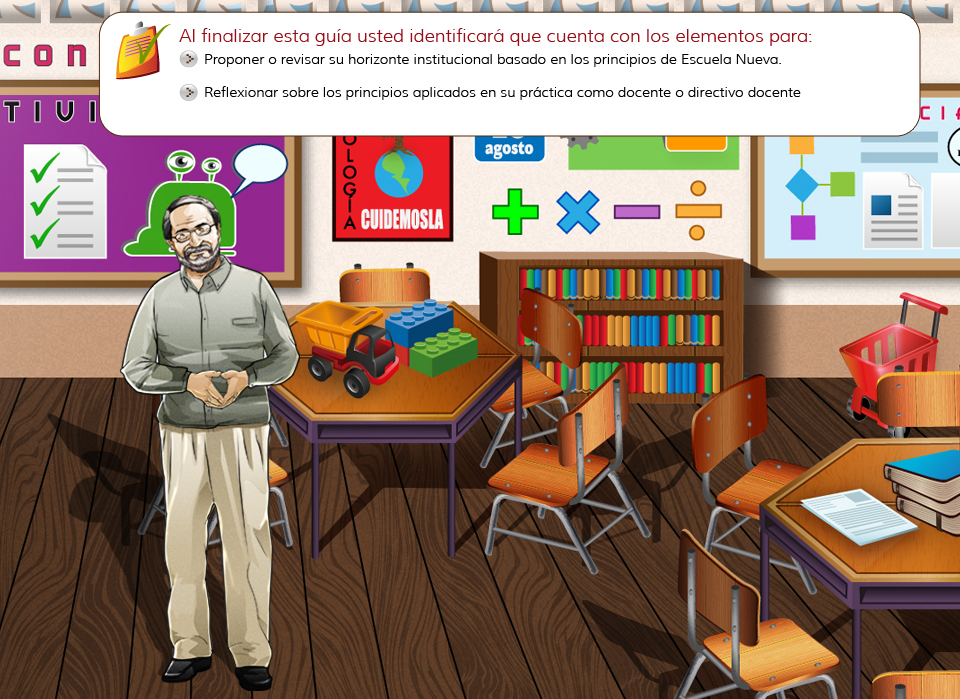 Al finalizar esta guía usted identificará que cuenta con los elementos para:
Proponer o revisar su horizonte institucional basado en los principios de Escuela Nueva.
Reflexionar sobre los principios aplicados en su práctica como docente o directivo docente
con
TIVI
OLOGÍA
CUIDEMOSLA
agosto
CIA